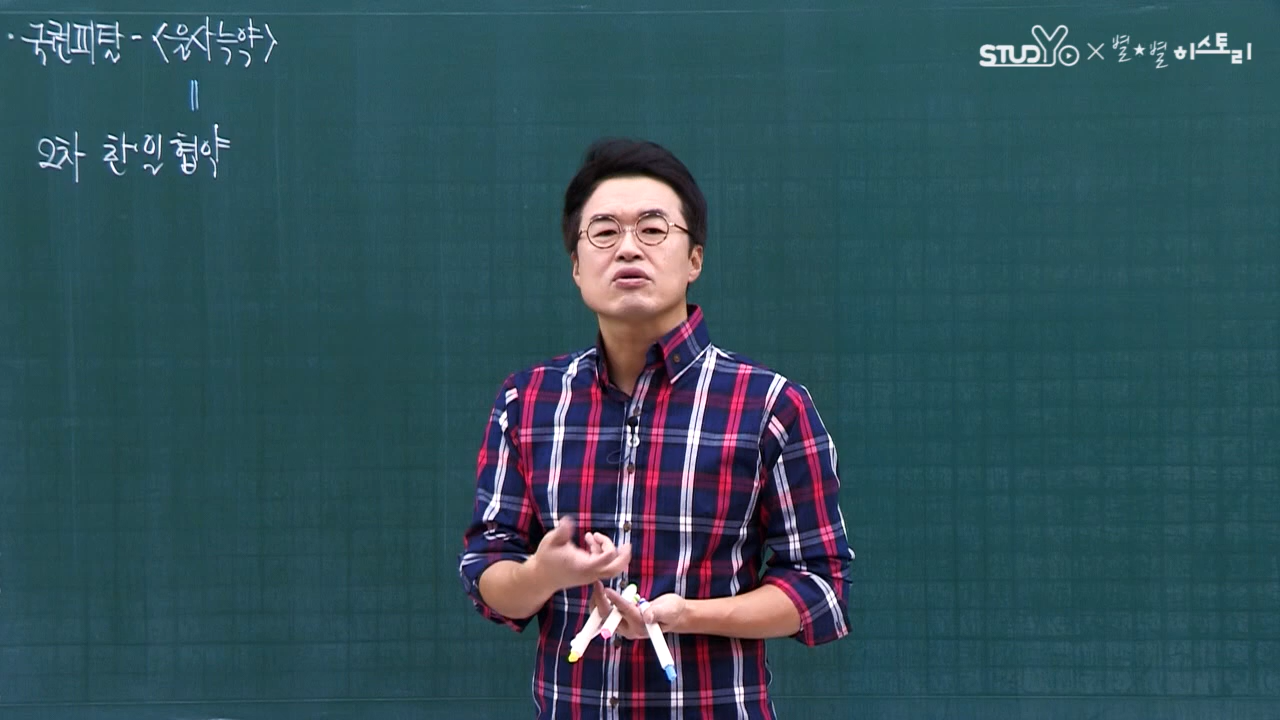 · 국권피탈 - <을사늑약>
=
2차 한·일 협약
STUDYo × 별★별 히스토리